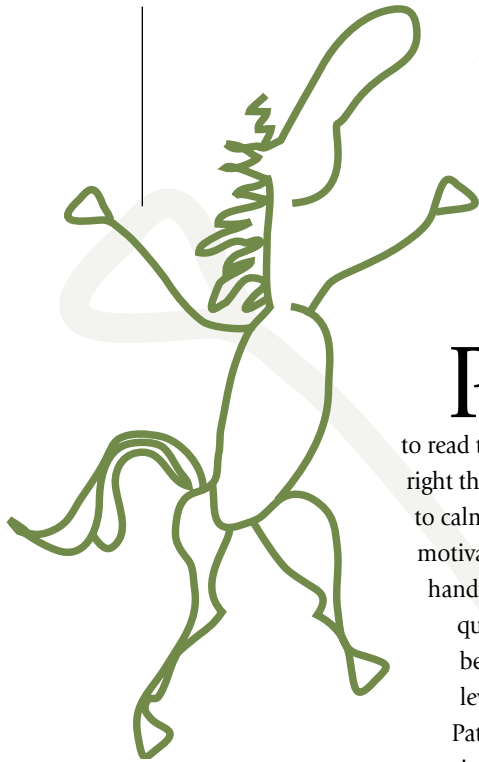 P
to read t
right th
to calm
motiva
hand
qu
be
lev
Pat